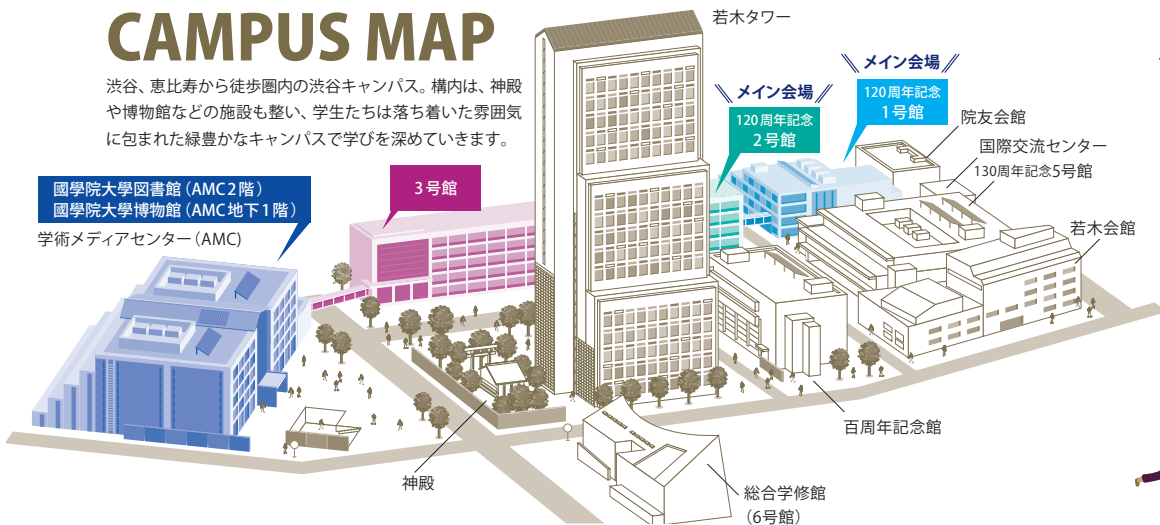 CAMPUS MAP
渋谷、恵比寿から徒歩圏内の渋谷キャンパス。構内は、神殿
や博物館などの施設も整い、学生たちは落ち着いた雰囲気
に包まれた緑豊かなキャンパスで学びを深めていきます。
若木タワー
メイン会場
120周年記念
1号館
メイン会場
120周年記念
2号館
院友会館
国際交流センター
130周年記念5号館
若木会館
3号館
國學院大學図書館(AMC2階)
國學院大學博物館(AMC地下1階)
学術メディアセンター(AMC)
百周年記念館
神殿
総合学修館
(6号館)